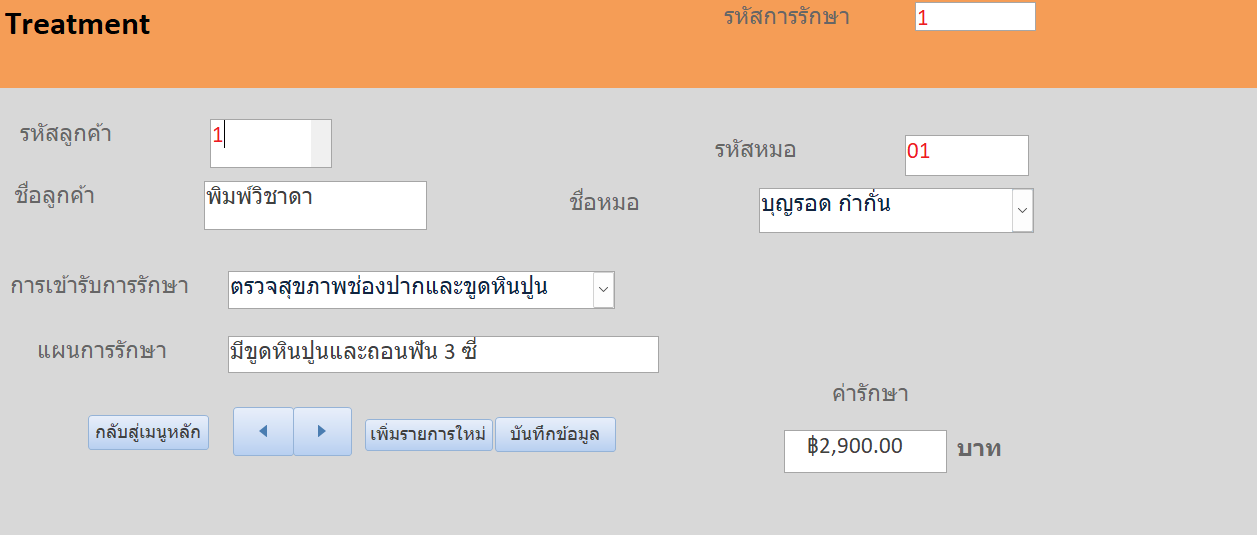 Treatment
รหัสการรักษา 1
รหัสลูกค้า 1
รหัสหมอ 01
ชื่อลูกค้า พิมพ์วิชาดา
ชื่อหมอ บุญรอด ก๋ากั่น
การเข้ารับการรักษา ตรวจสุขภาพช่องปากและขูดหินปูน
แผนการรักษา มีขูดหินปูนและถอนฟัน 3 ซี่
ค่ารักษา
กลับสู่เมนูหลัก เพิ่มรายการใหม่ บันทึกข้อมูล
฿2,900.00 บาท